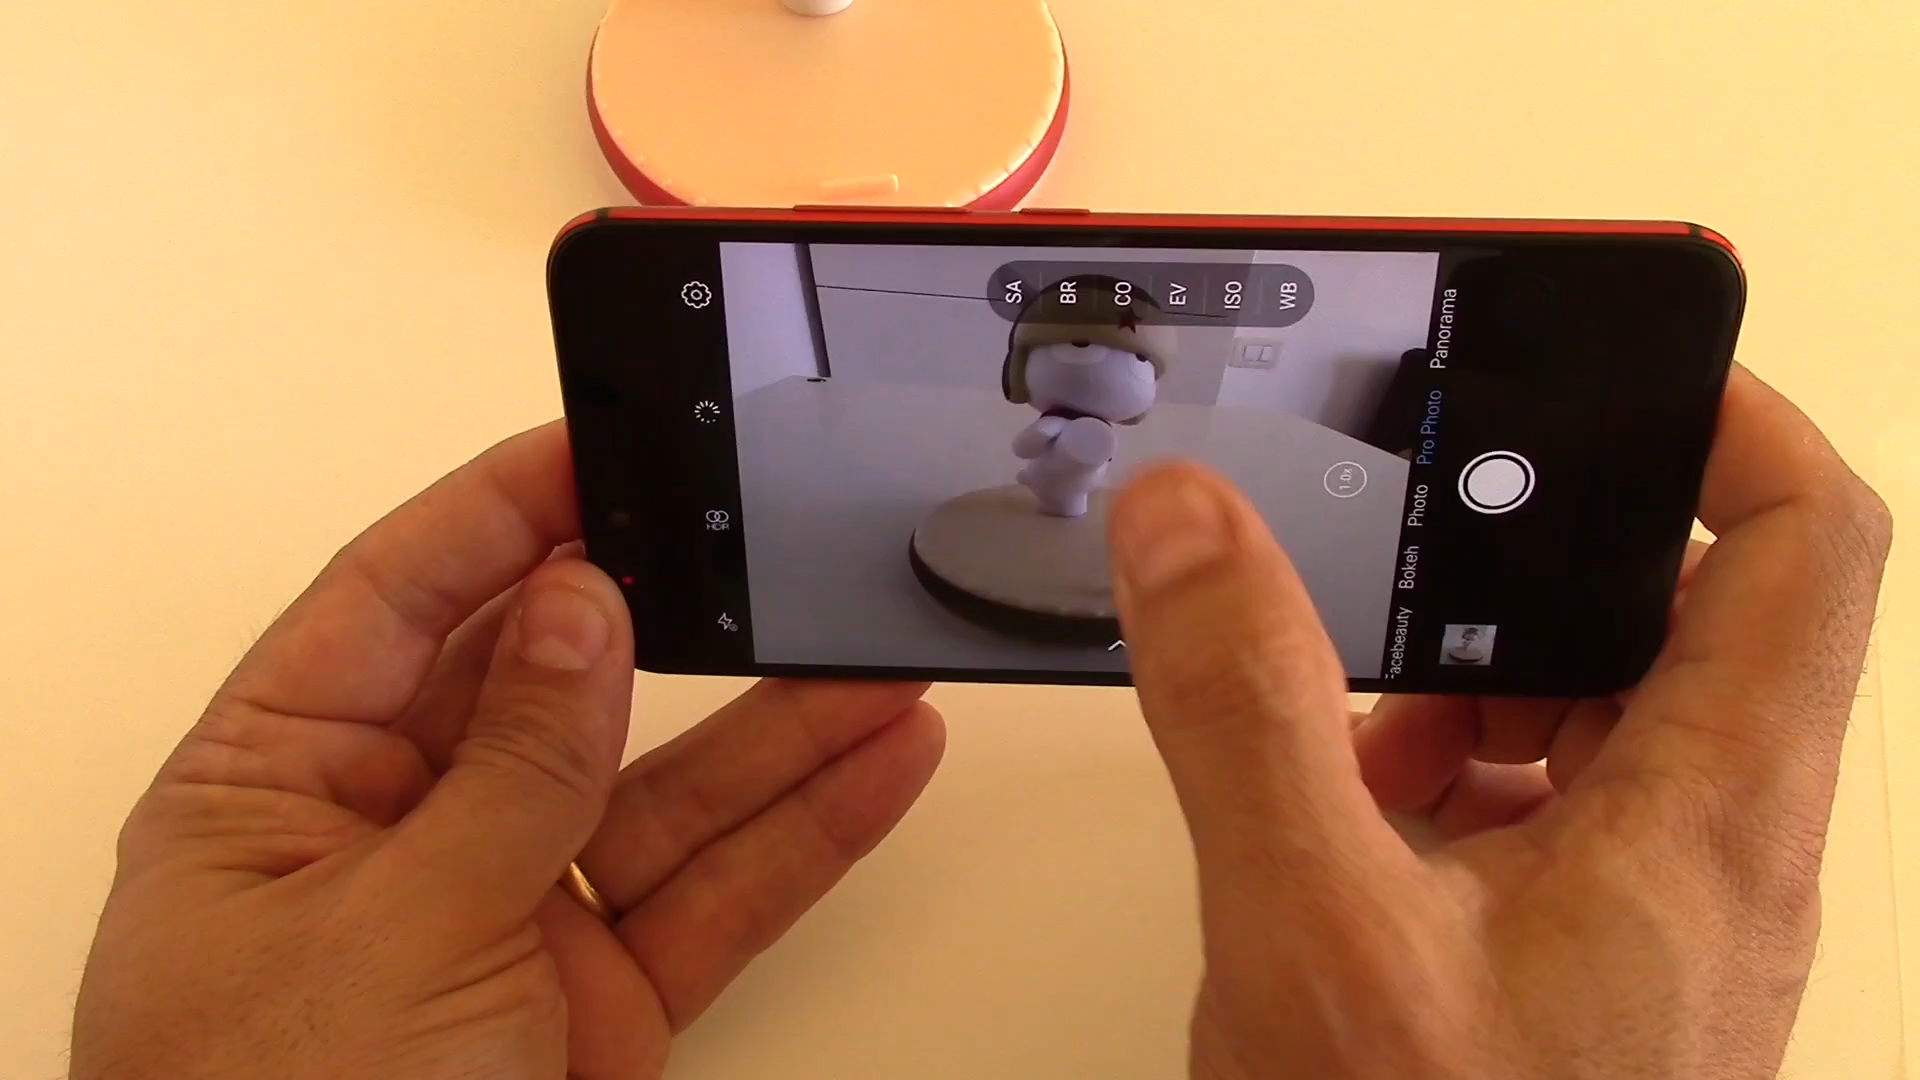 SA
BR
CO
EV
ISO
WB
HDR
1.0x
Facebeauty
Bokeh
Photo
Pro Photo
Panorama